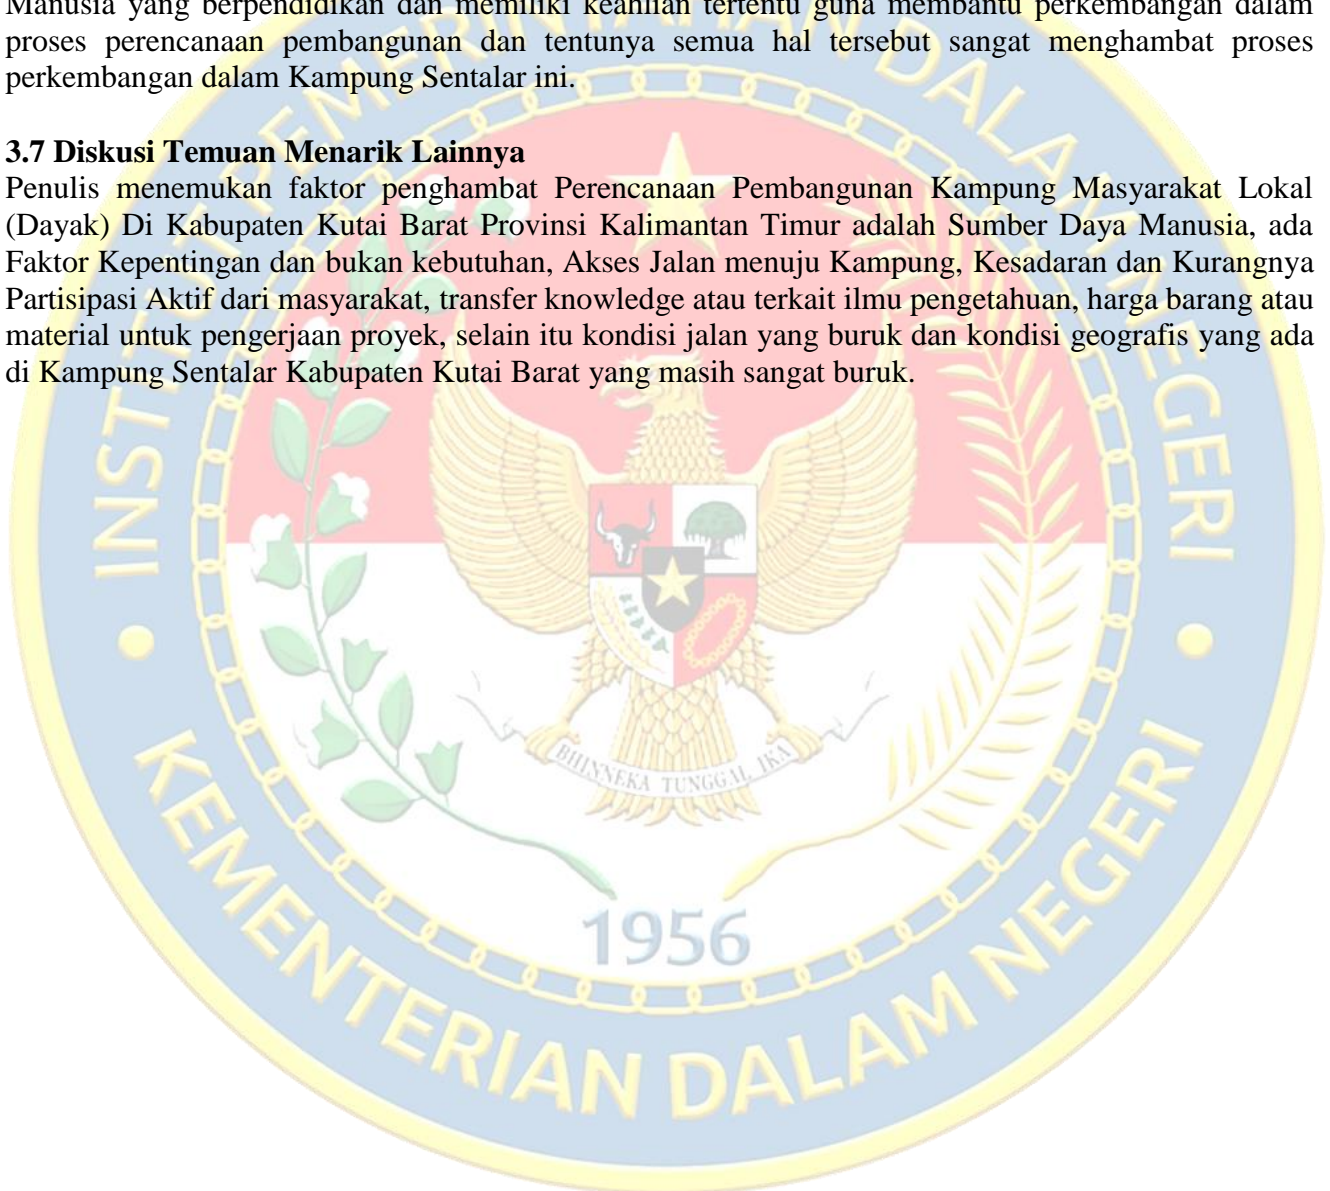 Manusia yang berpendidikan dan memiliki keahlian tertentu guna membantu perkembangan dalam
proses perencanaan pembangunan dan tentunya semua hal tersebut sangat menghambat proses
perkembangan dalam Kampung Sentalar ini.
3.7 Diskusi Temuan Menarik Lainnya
Penulis menemukan faktor penghambat Perencanaan Pembangunan Kampung Masyarakat Lokal
(Dayak) Di Kabupaten Kutai Barat Provinsi Kalimantan Timur adalah Sumber Daya Manusia, ada
Faktor Kepentingan dan bukan kebutuhan, Akses Jalan menuju Kampung, Kesadaran dan Kurangnya
Partisipasi Aktif dari masyarakat, transfer knowledge atau terkait ilmu pengetahuan, harga barang atau
material untuk pengerjaan proyek, selain itu kondisi jalan yang buruk dan kondisi geografis yang ada
di Kampung Sentalar Kabupaten Kutai Barat yang masih sangat buruk.
INSTITUT PEMERINTAHAN DALAM NEGERI
BHINNEKA TUNGGAL IKA
1956
KEMENTERIAN DALAM NEGERI